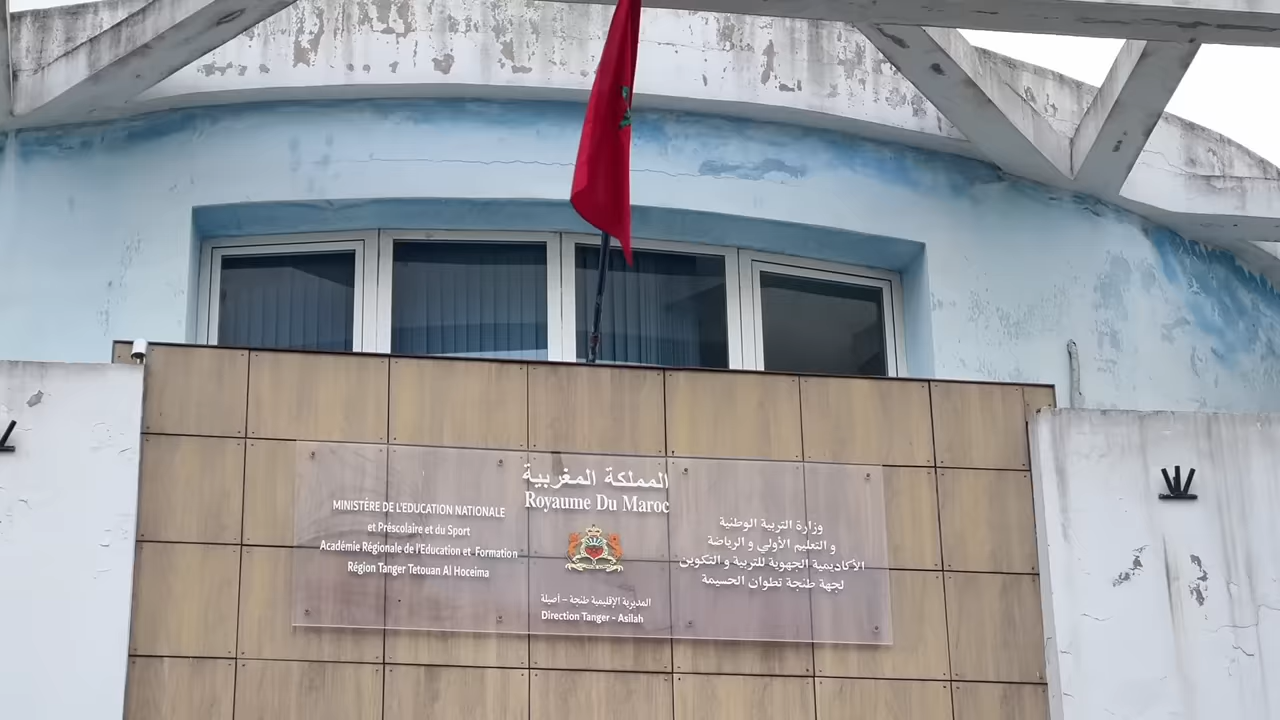 المملكة المغربية
Royaume Du Maroc
MINISTÈRE DE L'EDUCATION NATIONALE
et Préscolaire et du Sport
Académie Régionale de l'Education et Formation
Région Tanger Tetouan Al Hoceima
وزارة التربية الوطنية
و التعليم الأولي و الرياضة
الأكاديمية الجهوية للتربية و التكوين
لجهة طنجة تطوان الحسيمة
المديرية الإقليمية طنجة - أصيلة
Direction Tanger - Asilah